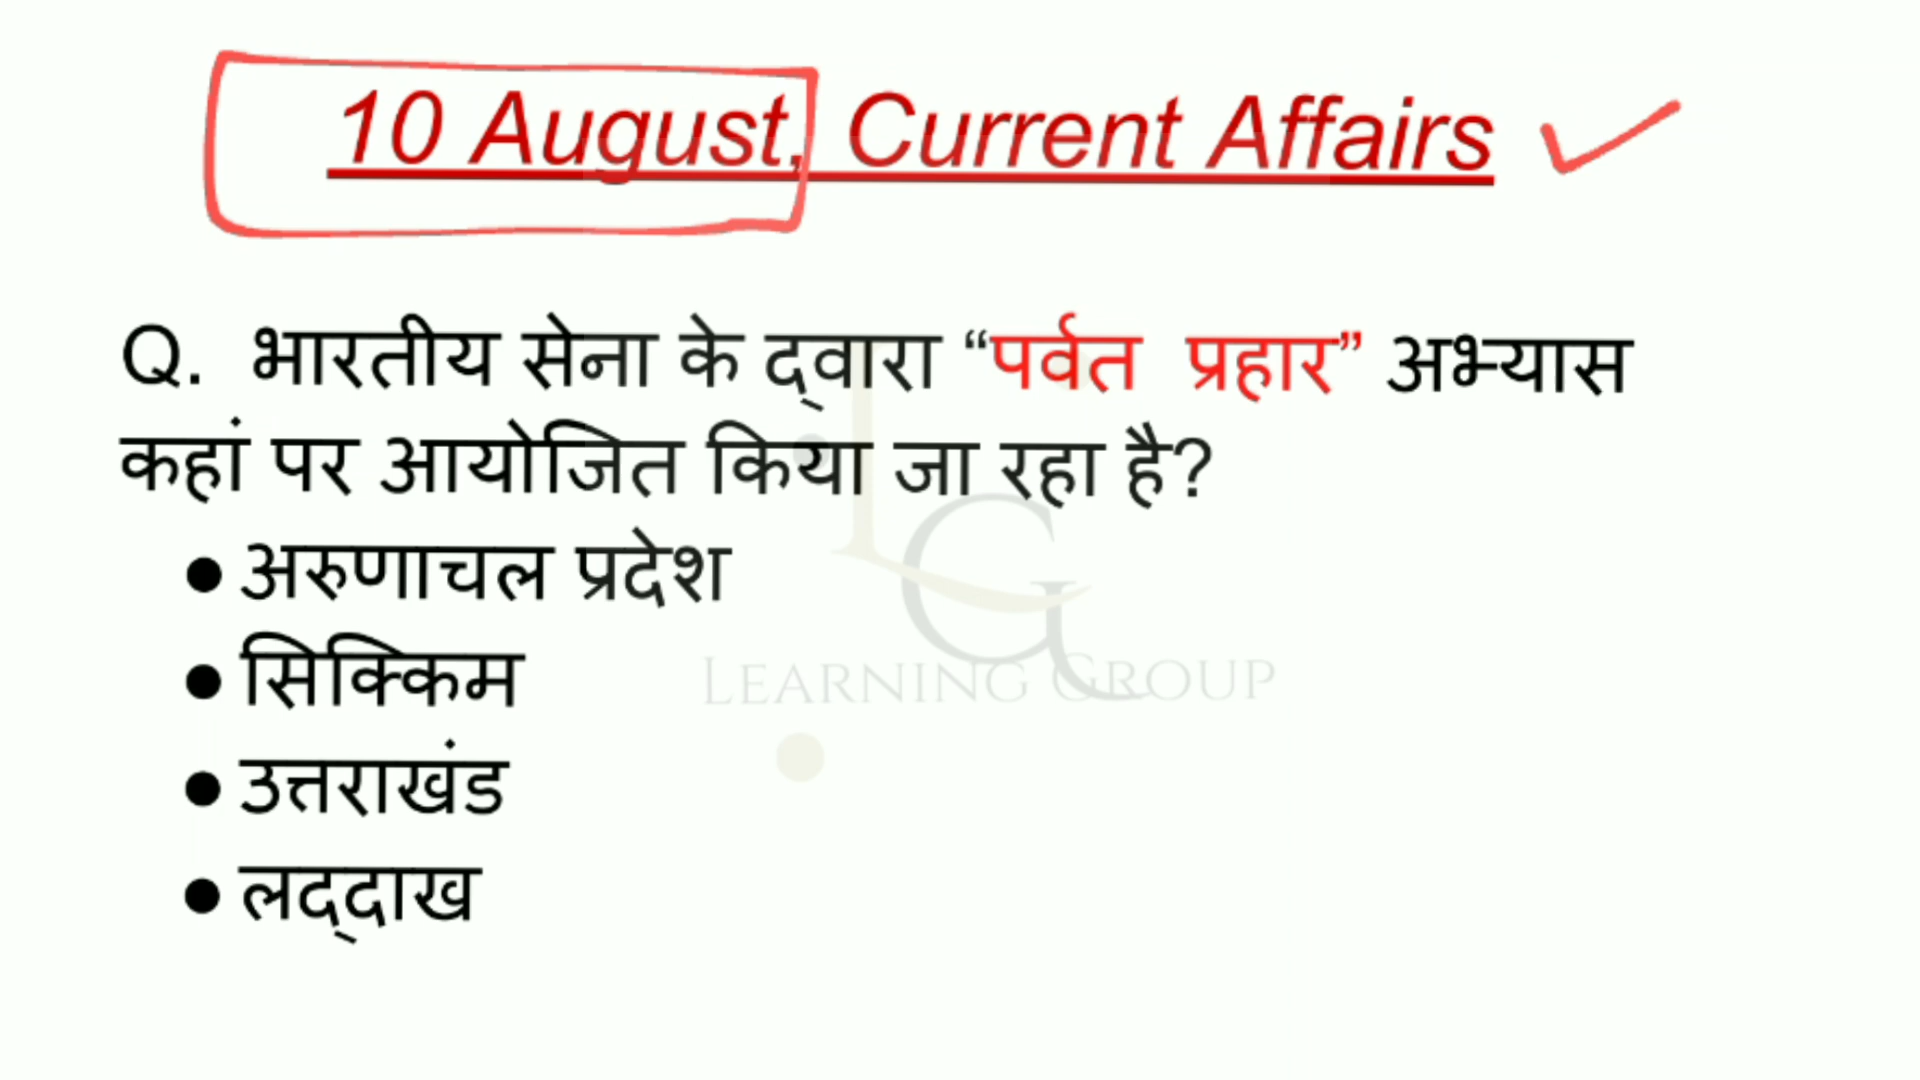 10 August, Current Affairs
Q. भारतीय सेना के द्वारा “पर्वत प्रहार” अभ्यास
कहां पर आयोजित किया जा रहा है?
● अरुणाचल प्रदेश
● सिक्किम
● उत्तराखंड
● लद्दाख
LG
LEARNING GROUP